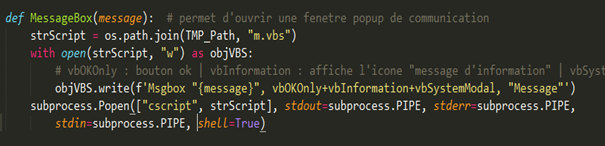 def MessageBox(message):  # permet d'ouvrir une fenetre popup de communication
    strScript = os.path.join(TMP_Path, "m.vbs")
    with open(strScript, "w") as objVBS:
        # vbOKOnly : bouton ok | vbInformation : affiche l'icone "message d'information" | vbSyst
        objVBS.write(f'Msgbox "{message}", vbOKOnly+vbInformation+vbSystemModal, "Message"')
    subprocess.Popen(["cscript", strScript], stdout=subprocess.PIPE, stderr=subprocess.PIPE,
        stdin=subprocess.PIPE, shell=True)